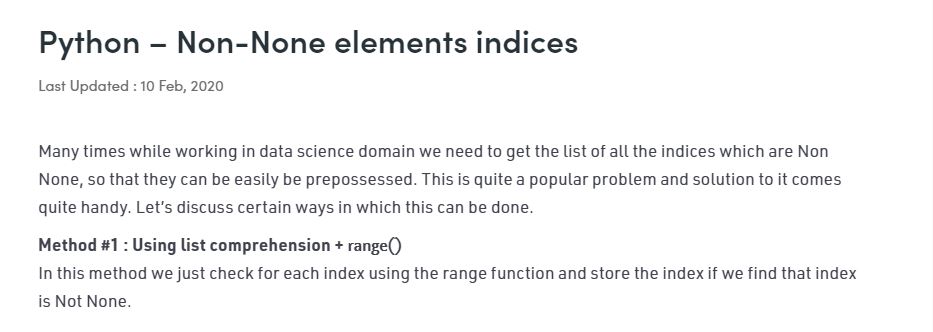 Python – Non-None elements indices
Last Updated : 10 Feb, 2020
Many times while working in data science domain we need to get the list of all the indices which are Non
None, so that they can be easily be prepossessed. This is quite a popular problem and solution to it comes
quite handy. Let’s discuss certain ways in which this can be done.
Method #1 : Using list comprehension + range()
In this method we just check for each index using the range function and store the index if we find that index
is Not None.